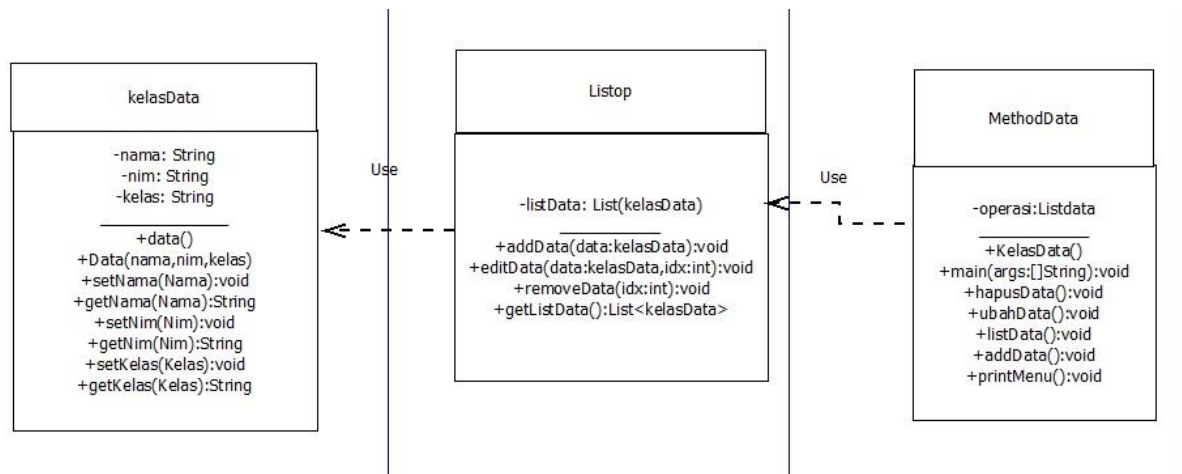 kelasData
-nama: String
-nim: String
-kelas: String
+data()
+Data(nama,nim,kelas)
+setNama(Nama):void
+getNama(Nama):String
+setNim(Nim):void
+getNim(Nim):String
+setKelas(Kelas):void
+getKelas(Kelas):String
Use
Listop
-listData: List(kelasData)
+addData(data:kelasData):void
+editData(data:kelasData,idx:int):void
+removeData(idx:int):void
+getListData():List<kelasData>
Use
MethodData
-operasi:Listdata
+KelasData()
+main(args:[]String):void
+hapusData():void
+ubahData():void
+listData():void
+addData():void
+printMenu():void